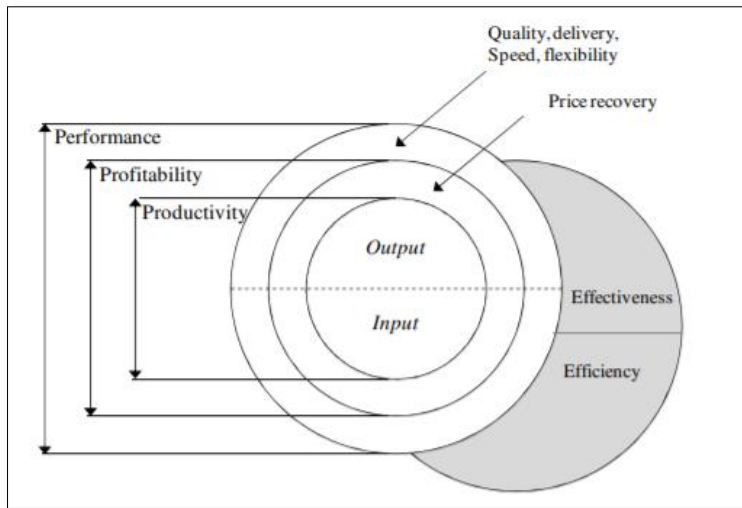 Quality, delivery,
Speed, flexibility
Price recovery
Performance
Profitability
Productivity
Output
Input
Effectiveness
Efficiency